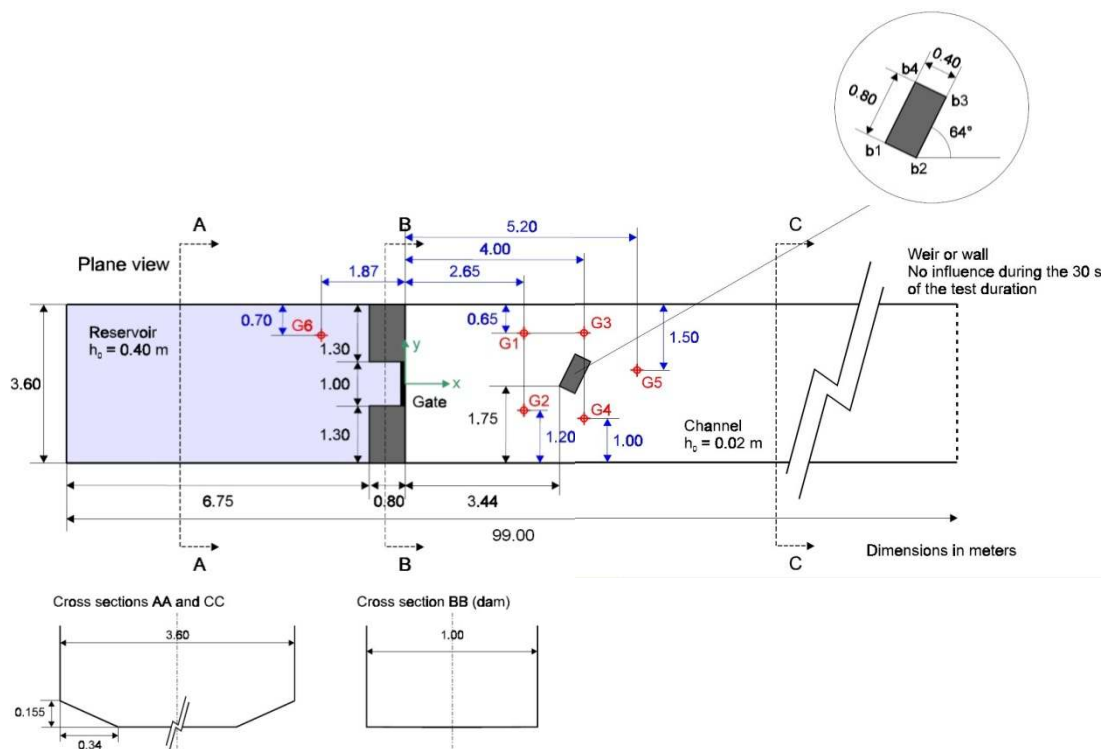 0.40
b4
0.80
b3
64°
b1
b2
A
B
C
5.20
4.00
Plane view
1.87
2.65
Weir or wall
No influence during the 30 s
of the test duration
Reservoir
h₀ = 0.40 m
0.70
G6
1.30
0.65
G1
G3
1.50
y
3.60
1.00
x
G5
Gate
G2
1.75
G4
1.30
1.20
1.00
Channel
h₀ = 0.02 m
6.75
0.80
3.44
99.00
A
B
C
Dimensions in meters
Cross sections AA and CC
Cross section BB (dam)
3.60
1.00
0.155
0.34